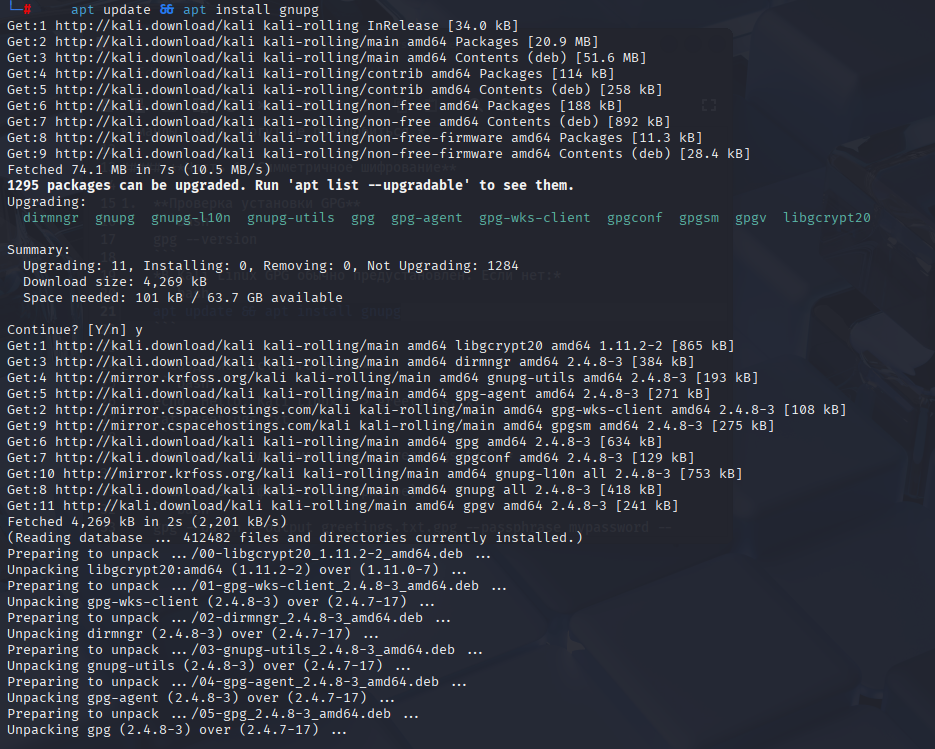 └─# apt update && apt install gnupg
Get:1 http://kali.download/kali kali-rolling InRelease [34.0 kB]
Get:2 http://kali.download/kali kali-rolling/main amd64 Packages [20.9 MB]
Get:3 http://kali.download/kali kali-rolling/main amd64 Contents (deb) [51.6 MB]
Get:4 http://kali.download/kali kali-rolling/contrib amd64 Packages [114 kB]
Get:5 http://kali.download/kali kali-rolling/contrib amd64 Contents (deb) [258 kB]
Get:6 http://kali.download/kali kali-rolling/non-free amd64 Packages [188 kB]
Get:7 http://kali.download/kali kali-rolling/non-free amd64 Contents (deb) [892 kB]
Get:8 http://kali.download/kali kali-rolling/non-free-firmware amd64 Packages [11.3 kB]
Get:9 http://kali.download/kali kali-rolling/non-free-firmware amd64 Contents (deb) [28.4 kB]
Fetched 74.1 MB in 7s (10.5 MB/s)
1295 packages can be upgraded. Run 'apt list --upgradable' to see them.
Upgrading:
dirmngr gnupg gnupg-l10n gnupg-utils gpg gpg-agent gpg-wks-client gpgconf gpgsm gpgv libgcrypt20
Summary:
Upgrading: 11, Installing: 0, Removing: 0, Not Upgrading: 1284
Download size: 4,269 kB
Space needed: 101 kB / 63.7 GB available
Continue? [Y/n] y
Get:1 http://kali.download/kali kali-rolling/main amd64 libgcrypt20 amd64 1.11.2-2 [865 kB]
Get:3 http://kali.download/kali kali-rolling/main amd64 dirmngr amd64 2.4.8-3 [384 kB]
Get:4 http://mirror.krfoss.org/kali kali-rolling/main amd64 gnupg-utils amd64 2.4.8-3 [193 kB]
Get:5 http://kali.download/kali kali-rolling/main amd64 gpg-agent amd64 2.4.8-3 [271 kB]
Get:2 http://mirror.cspacehostings.com/kali kali-rolling/main amd64 gpg-wks-client amd64 2.4.8-3 [108 kB]
Get:9 http://mirror.cspacehostings.com/kali kali-rolling/main amd64 gpgsm amd64 2.4.8-3 [275 kB]
Get:6 http://kali.download/kali kali-rolling/main amd64 gpg amd64 2.4.8-3 [634 kB]
Get:7 http://kali.download/kali kali-rolling/main amd64 gpgconf amd64 2.4.8-3 [129 kB]
Get:10 http://mirror.krfoss.org/kali kali-rolling/main amd64 gnupg-l10n all 2.4.8-3 [753 kB]
Get:8 http://kali.download/kali kali-rolling/main amd64 gnupg all 2.4.8-3 [418 kB]
Get:11 http://kali.download/kali kali-rolling/main amd64 gpgv amd64 2.4.8-3 [241 kB]
Fetched 4,269 kB in 2s (2,201 kB/s)
(Reading database ... 412482 files and directories currently installed.)
Preparing to unpack .../00-libgcrypt20_1.11.2-2_amd64.deb ...
Unpacking libgcrypt20:amd64 (1.11.2-2) over (1.11.0-7) ...
Preparing to unpack .../01-gpg-wks-client_2.4.8-3_amd64.deb ...
Unpacking gpg-wks-client (2.4.8-3) over (2.4.7-17) ...
Preparing to unpack .../02-dirmngr_2.4.8-3_amd64.deb ...
Unpacking dirmngr (2.4.8-3) over (2.4.7-17) ...
Preparing to unpack .../03-gnupg-utils_2.4.8-3_amd64.deb ...
Unpacking gnupg-utils (2.4.8-3) over (2.4.7-17) ...
Preparing to unpack .../04-gpg-agent_2.4.8-3_amd64.deb ...
Unpacking gpg-agent (2.4.8-3) over (2.4.7-17) ...
Preparing to unpack .../05-gpg_2.4.8-3_amd64.deb ...
Unpacking gpg (2.4.8-3) over (2.4.7-17) ...